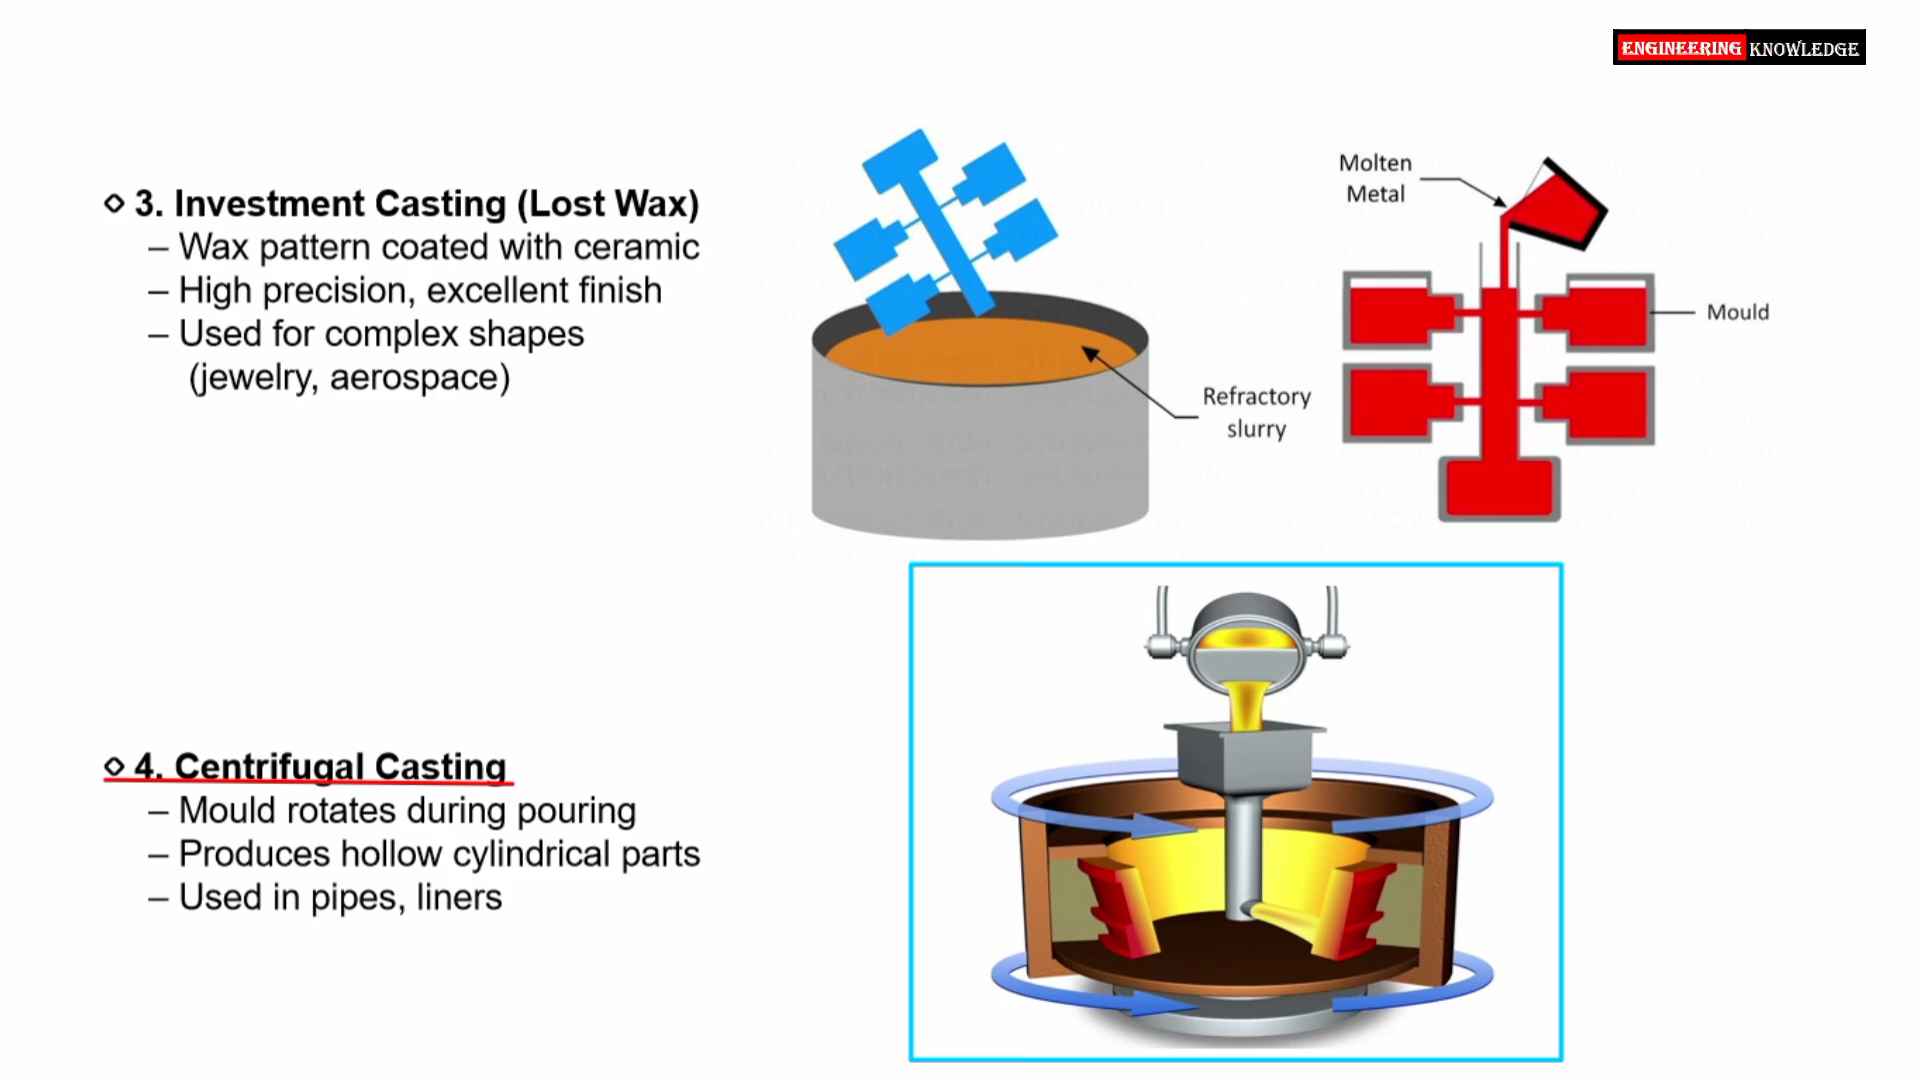 ENGINEERING KNOWLEDGE
◇ 3. Investment Casting (Lost Wax)
– Wax pattern coated with ceramic
– High precision, excellent finish
– Used for complex shapes
(jewelry, aerospace)
Molten
Metal
Mould
Refractory
slurry
◇ 4. Centrifugal Casting
– Mould rotates during pouring
– Produces hollow cylindrical parts
– Used in pipes, liners